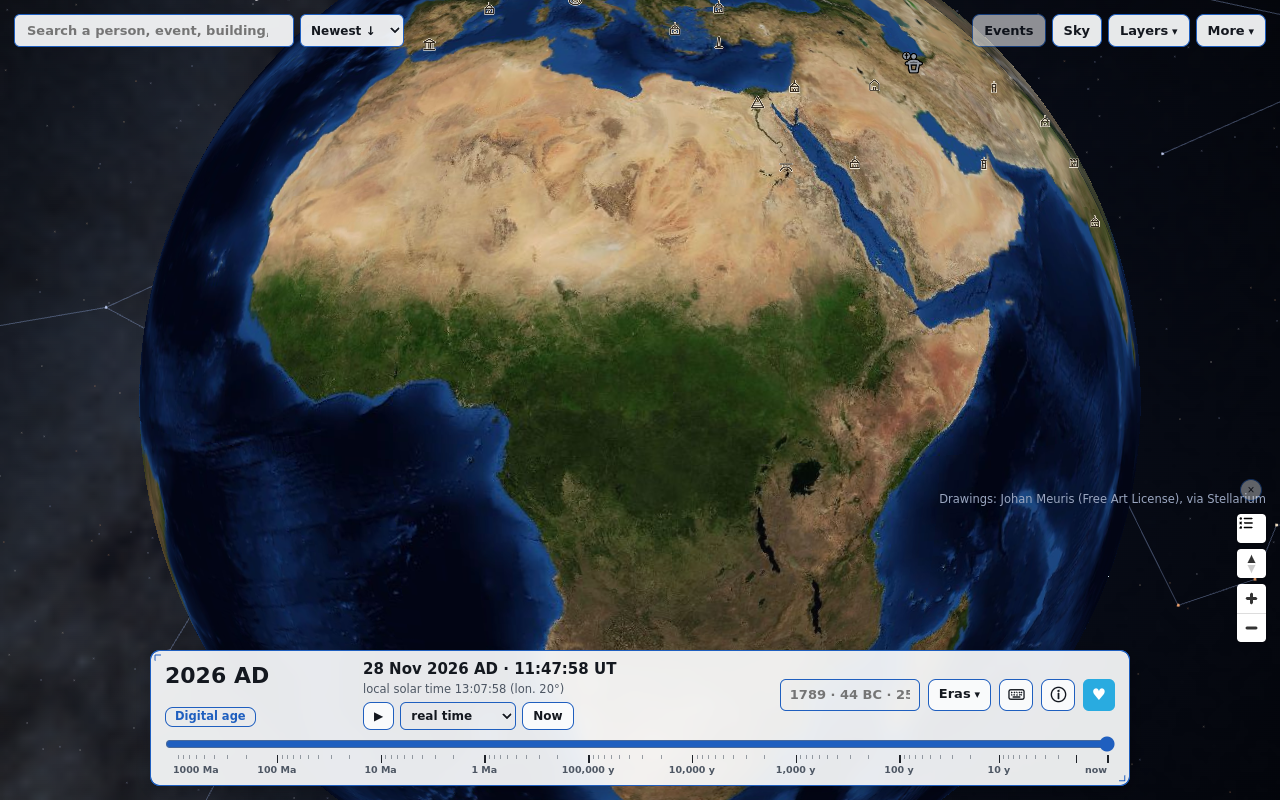 Search a person, event, building,
Newest ↓
Events
Sky
Layers ▾
More ▾
Drawings: Johan Meuris (Free Art License), via Stellarium
2026 AD
Digital age
28 Nov 2026 AD · 11:47:58 UT
local solar time 13:07:58 (lon. 20°)
▶
real time
Now
1789 · 44 BC · 25
Eras ▾
1000 Ma
100 Ma
10 Ma
1 Ma
100,000 y
10,000 y
1,000 y
100 y
10 y
now